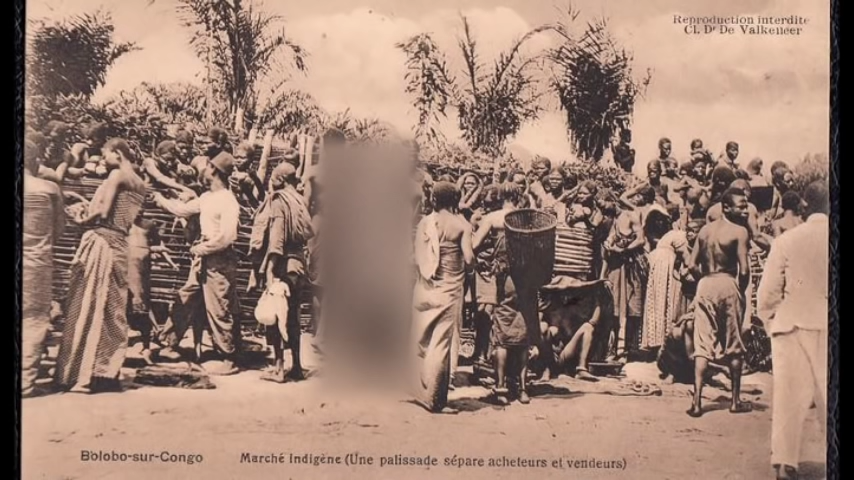 Reproduction interdite
Cl. Dr De Valkeneer
Bolobo-sur-Congo
Marché Indigène (Une palissade sépare acheteurs et vendeurs)